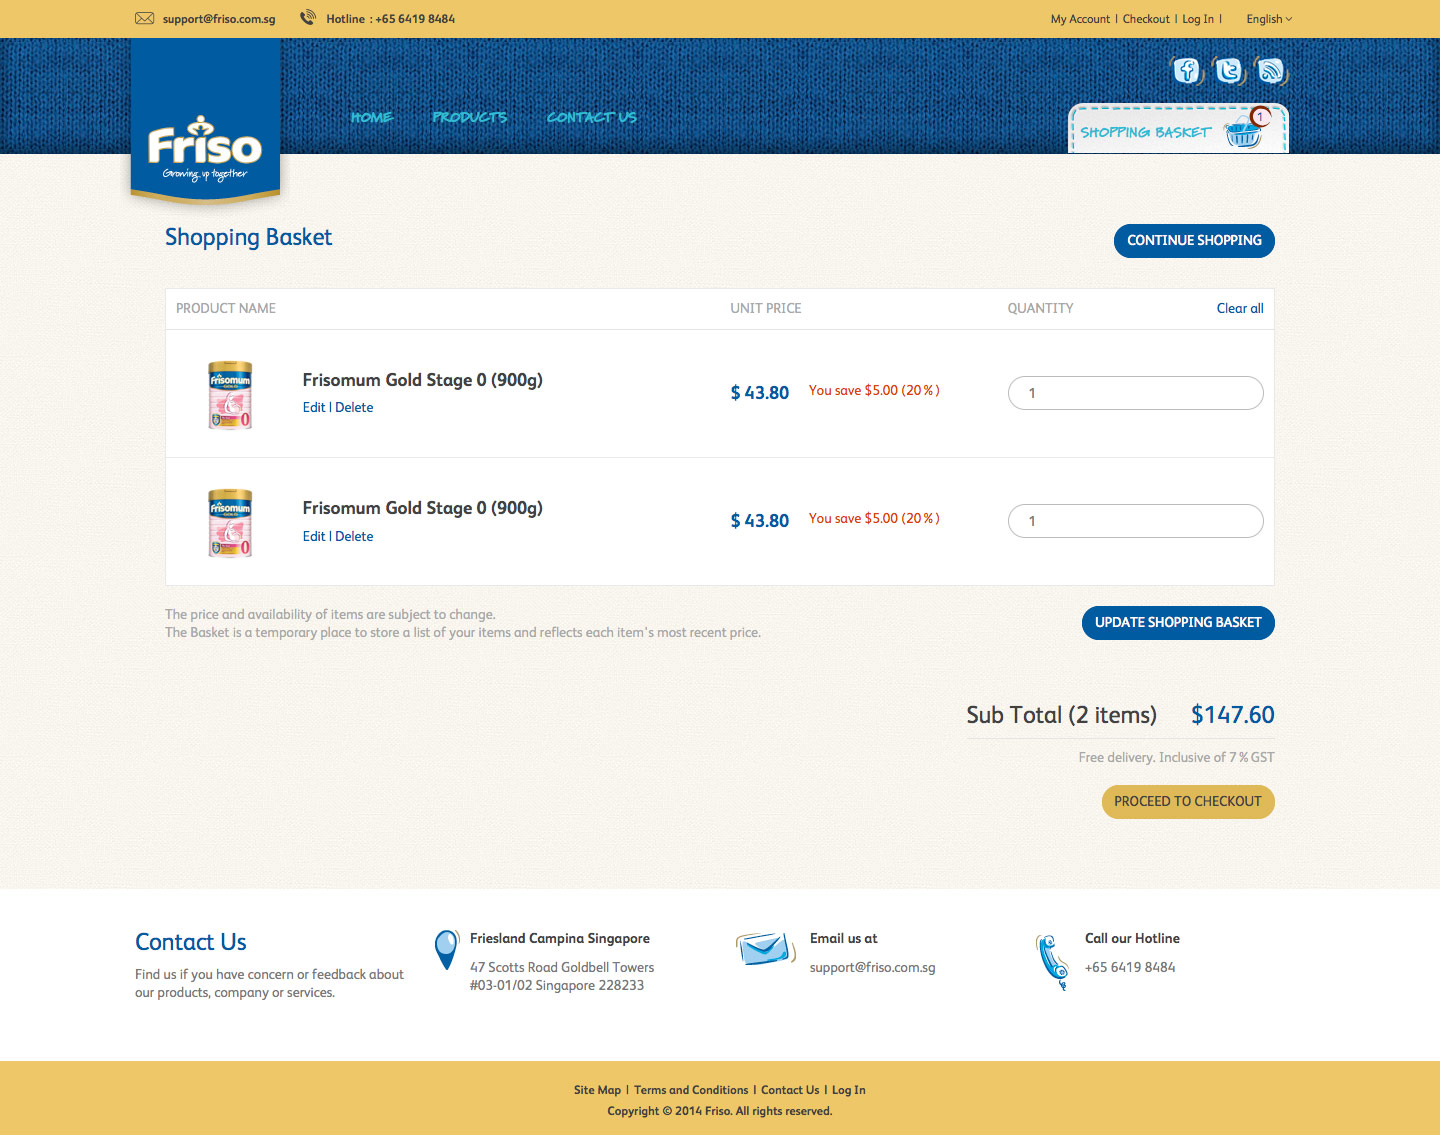 support@friso.com.sg
Hotline : +65 6419 8484
My Account | Checkout | Log In |
English
Friso
Growing up together
HOME
PRODUCTS
CONTACT US
SHOPPING BASKET
1
Shopping Basket
CONTINUE SHOPPING
PRODUCT NAME
UNIT PRICE
QUANTITY
Clear all
Frisomum
0
Frisomum Gold Stage 0 (900g)
Edit | Delete
$ 43.80
You save $5.00 (20%)
1
Frisomum
0
Frisomum Gold Stage 0 (900g)
Edit | Delete
$ 43.80
You save $5.00 (20%)
1
The price and availability of items are subject to change.
The Basket is a temporary place to store a list of your items and reflects each item's most recent price.
UPDATE SHOPPING BASKET
Sub Total (2 items)
$147.60
Free delivery. Inclusive of 7% GST
PROCEED TO CHECKOUT
Contact Us
Find us if you have concern or feedback about
our products, company or services.
Friesland Campina Singapore
47 Scotts Road Goldbell Towers
#03-01/02 Singapore 228233
Email us at
support@friso.com.sg
Call our Hotline
+65 6419 8484
Site Map | Terms and Conditions | Contact Us | Log In
Copyright © 2014 Friso. All rights reserved.